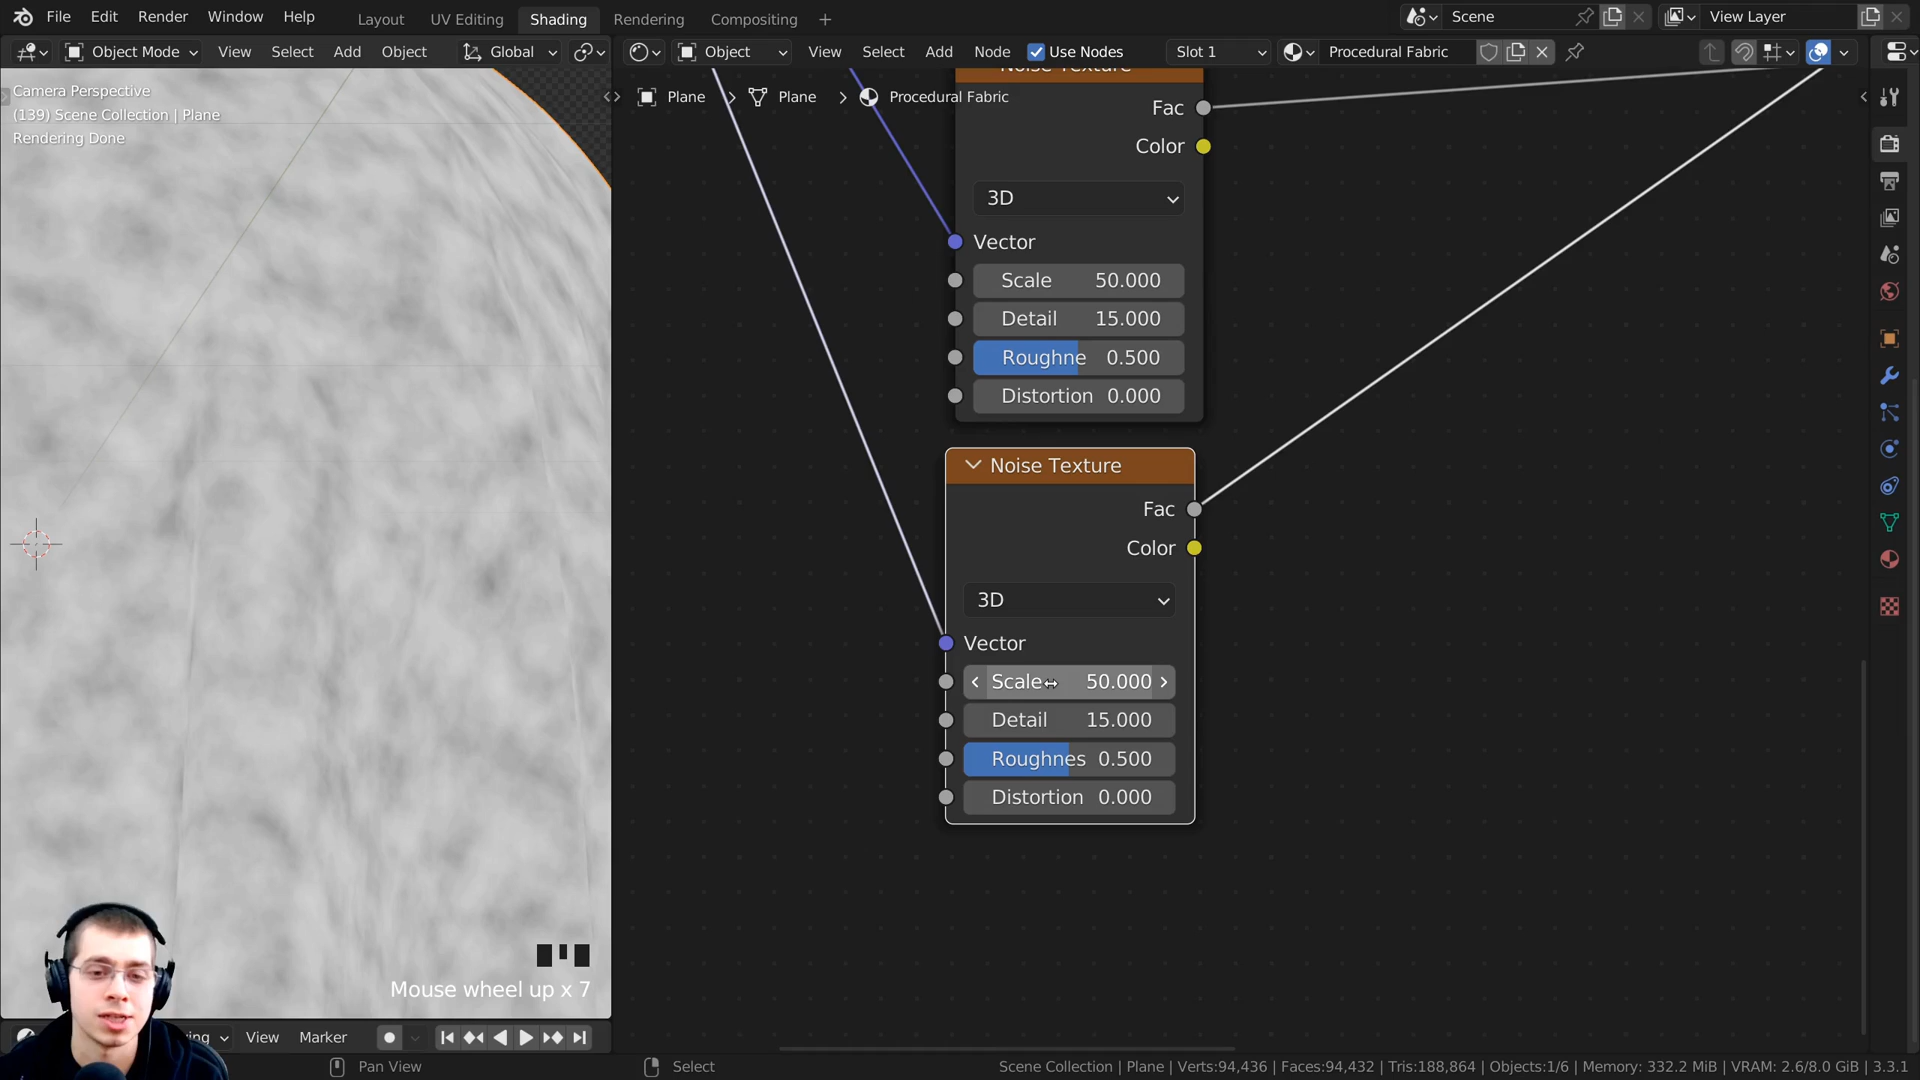 File Edit Render Window Help Layout UV Editing Shading Rendering Compositing + Scene View Layer
Object Mode View Select Add Object Global Object View Select Add Node Use Nodes Slot 1 Procedural Fabric
Camera Perspective
(139) Scene Collection | Plane
Rendering Done
Plane > Plane > Procedural Fabric
Noise Texture
Fac
Color
3D
Vector
Scale 50.000
Detail 15.000
Roughne 0.500
Distortion 0.000
Noise Texture
Fac
Color
3D
Vector
Scale 50.000
Detail 15.000
Roughnes 0.500
Distortion 0.000
Mouse wheel up x 7
View Marker
Pan View Select Scene Collection | Plane | Verts:94,436 | Faces:94,432 | Tris:188,864 | Objects:1/6 | Memory: 332.2 MiB | VRAM: 2.6/8.0 GiB | 3.3.1